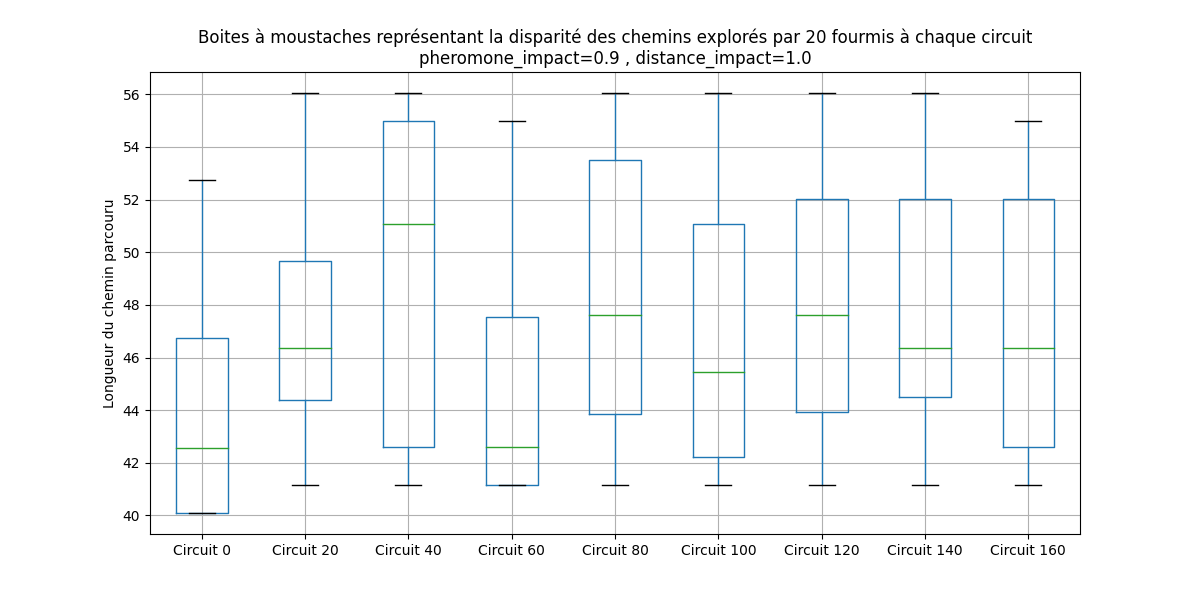 Boites à moustaches représentant la disparité des chemins explorés par 20 fourmis à chaque circuit
pheromone_impact=0.9 , distance_impact=1.0
Longueur du chemin parcouru
56
54
52
50
48
46
44
42
40
Circuit 0 Circuit 20 Circuit 40 Circuit 60 Circuit 80 Circuit 100 Circuit 120 Circuit 140 Circuit 160